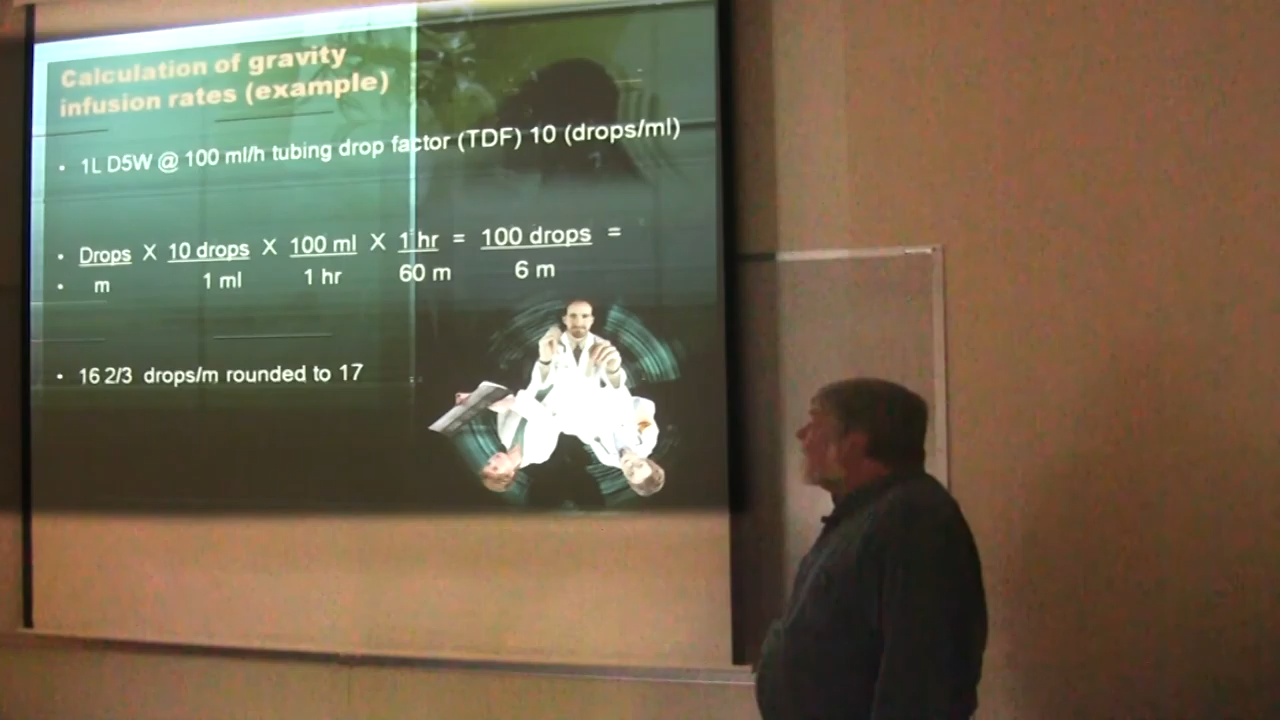 Calculation of gravity
infusion rates (example)
• 1L D5W @ 100 ml/h tubing drop factor (TDF) 10 (drops/ml)
• Drops X 10 drops X 100 ml X 1 hr = 100 drops =
• m 1 ml 1 hr 60 m 6 m
• 16 2/3 drops/m rounded to 17